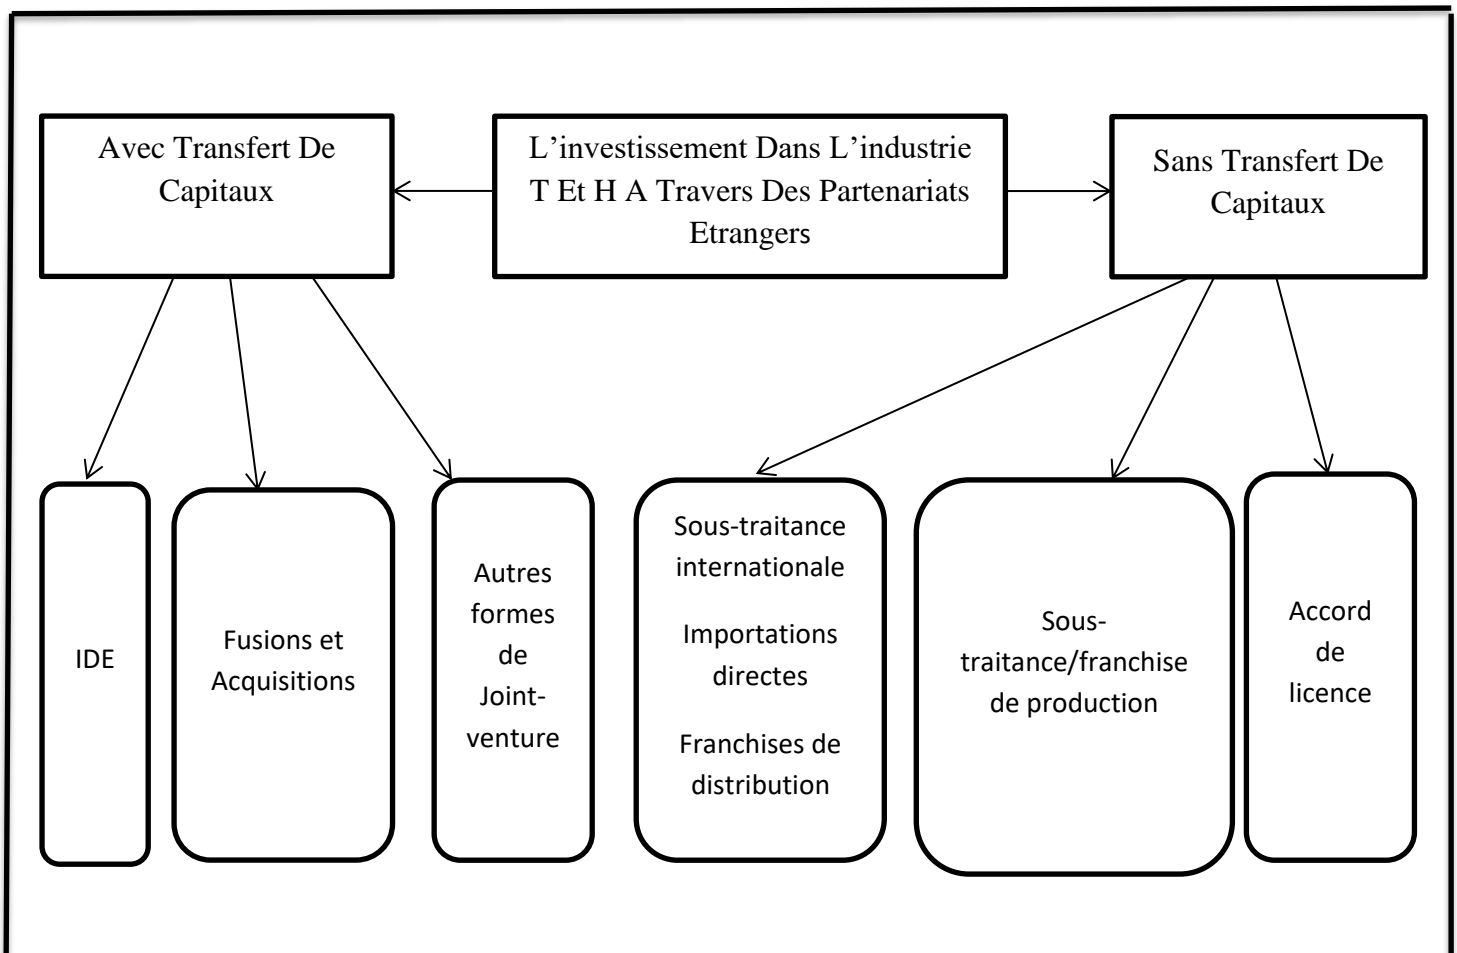 Avec Transfert De
Capitaux
L’investissement Dans L’industrie
T Et H A Travers Des Partenariats
Etrangers
Sans Transfert De
Capitaux
IDE
Fusions et
Acquisitions
Autres
formes
de
Joint-
venture
Sous-traitance
internationale
Importations
directes
Franchises de
distribution
Sous-
traitance/franchise
de production
Accord
de
licence